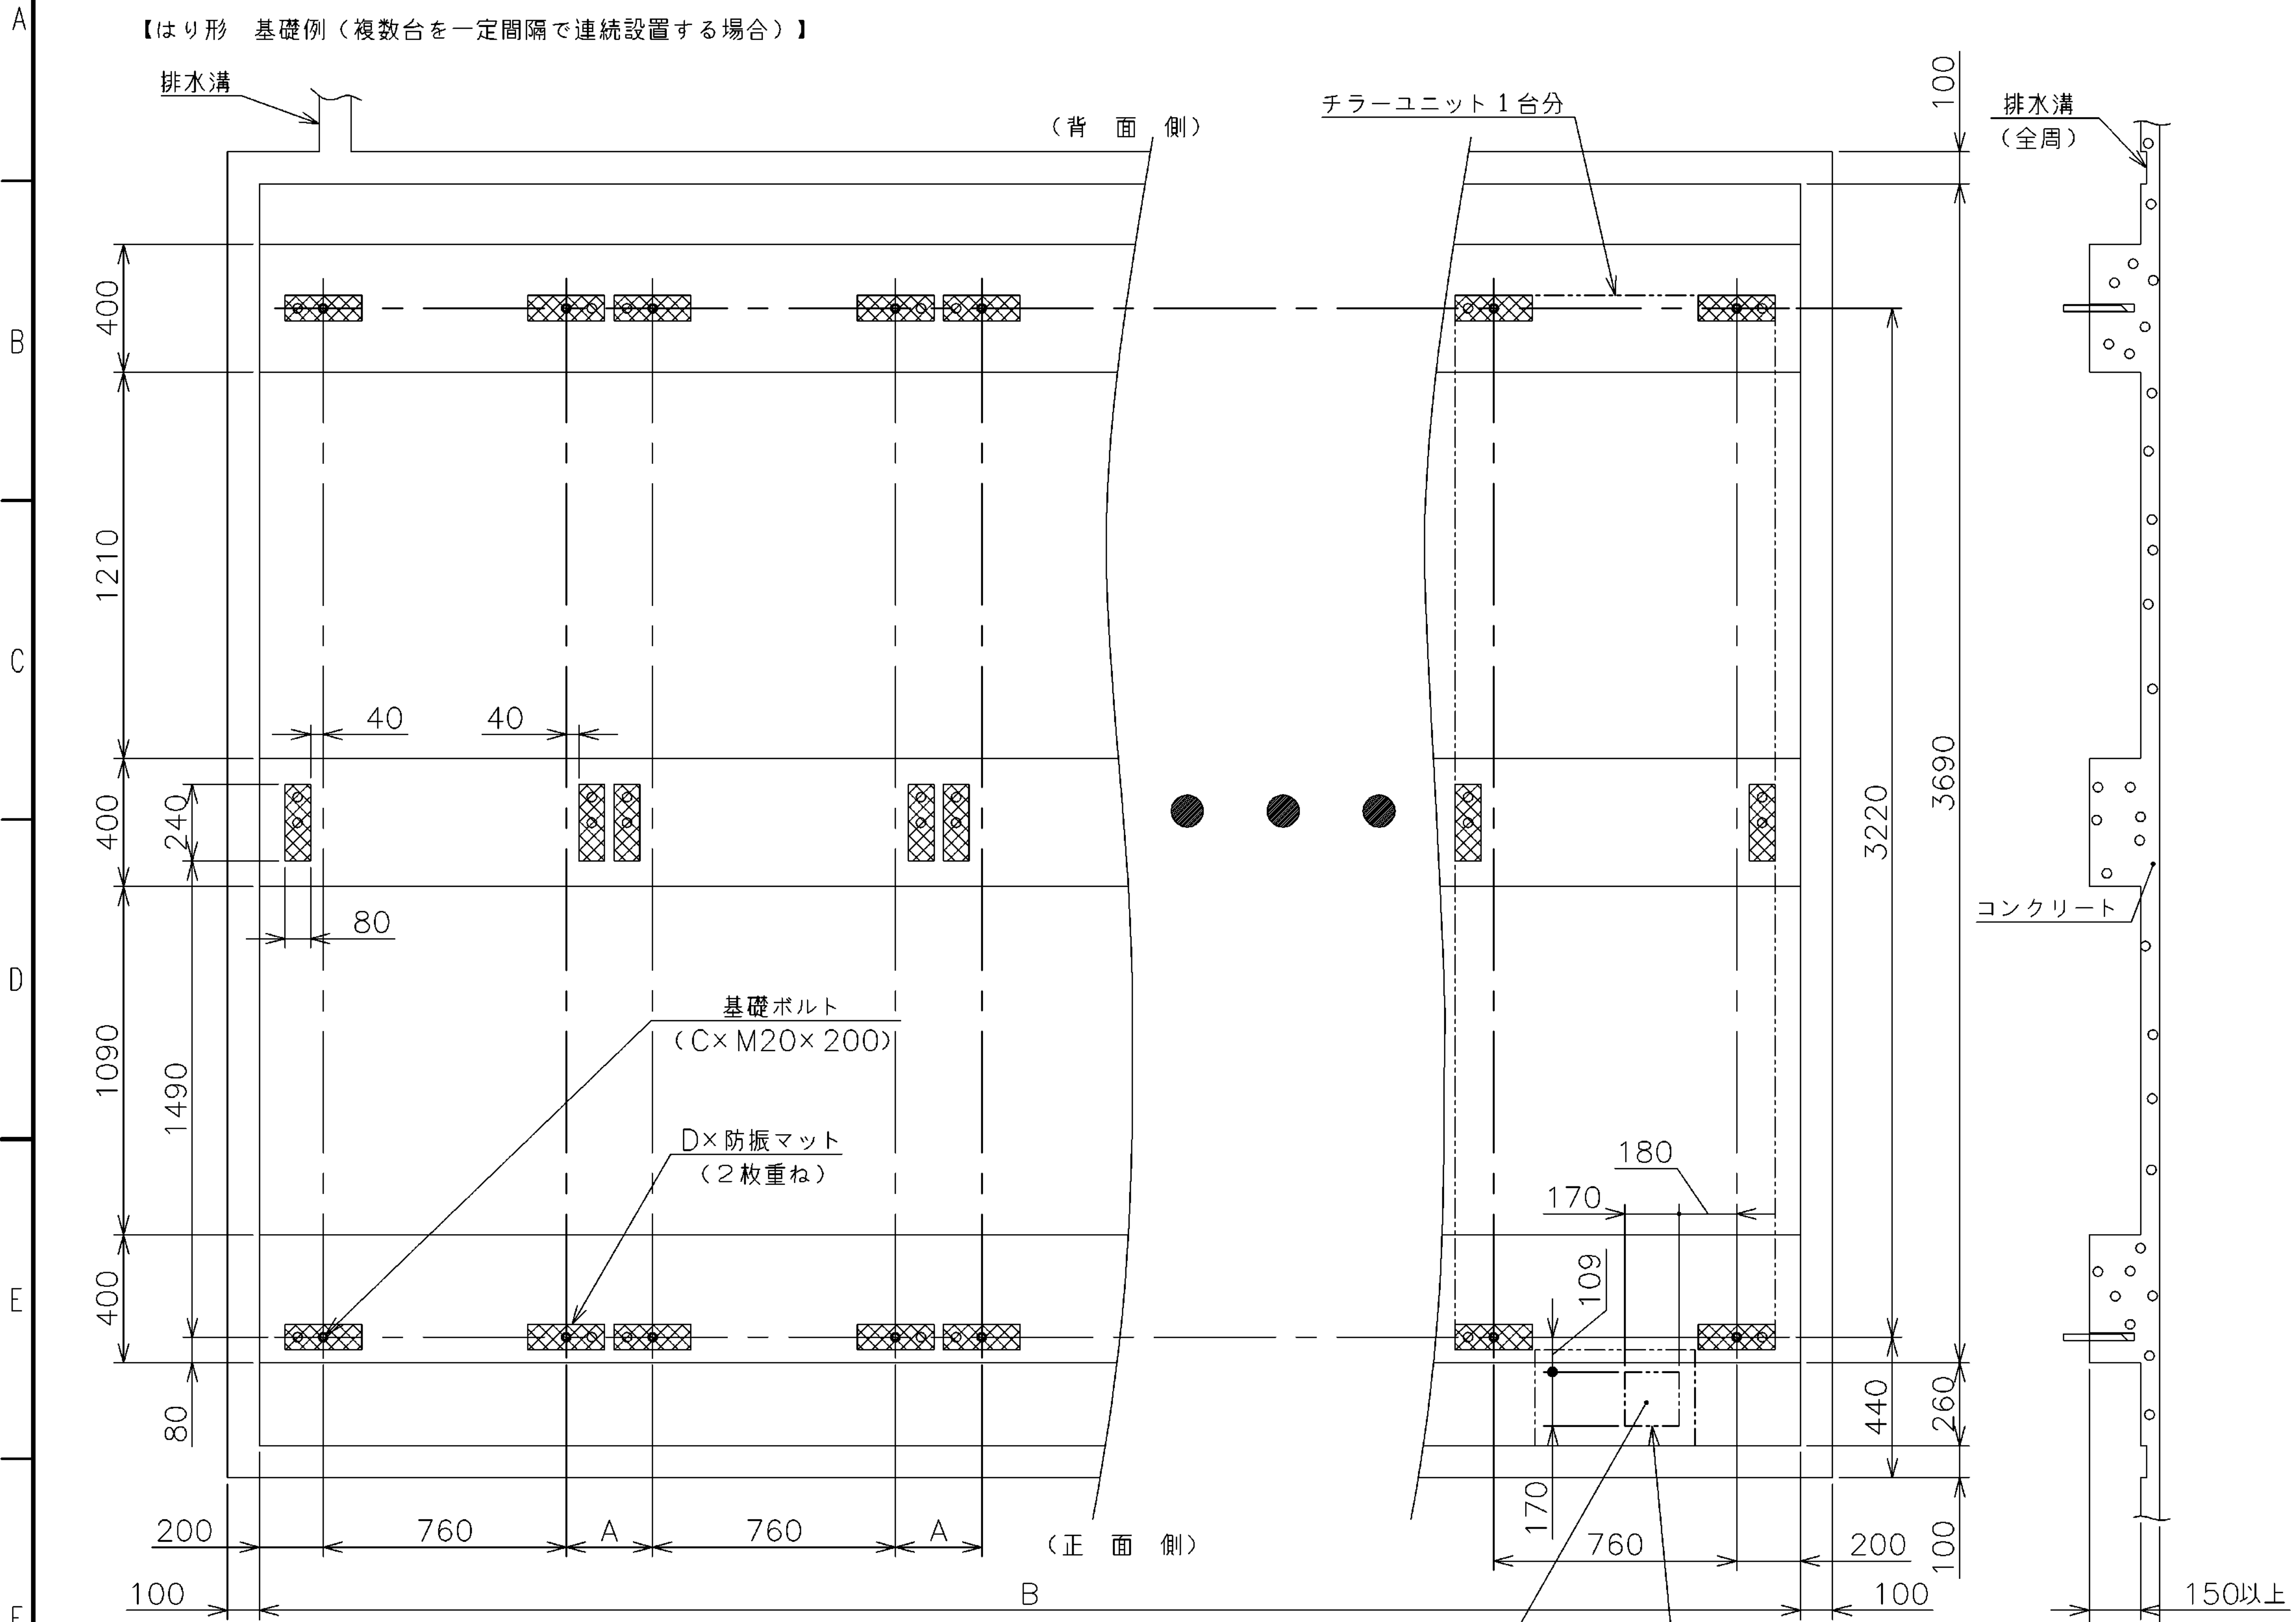 A
【はり形　基礎例（複数台を一定間隔で連続設置する場合）】
排水溝
（背　面　側）
チラーユニット１台分
100
排水溝
（全周）
400
B
1210
C
40
40
3690
3220
400
240
コンクリート
80
D
基礎ボルト
（C×M20×200）
1090
1490
D×防振マット
（2枚重ね）
180
170
109
E
400
80
440
260
170
200
760
A
760
A
（正　面　側）
760
200
100
100
B
100
150以上